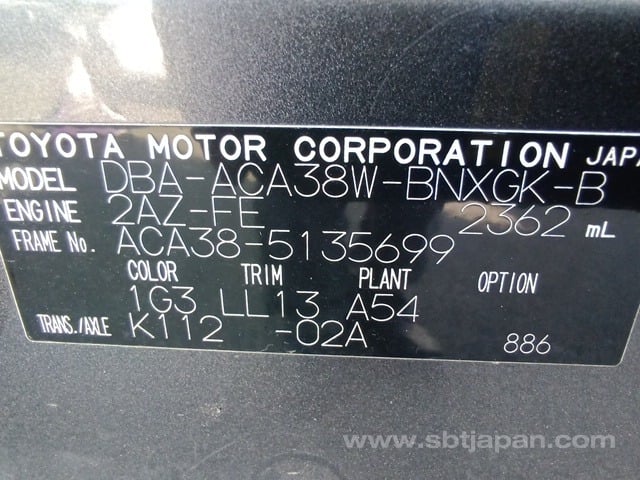 TOYOTA MOTOR CORPORATION JAPA
MODEL DBA-ACA38W-BNXGK-B
ENGINE 2AZ-FE 2362 mL
FRAME No. ACA38-5135699
COLOR TRIM PLANT OPTION
1G3 LL13 A54
TRANS./AXLE K112 -02A 886
www.sbtjapan.com